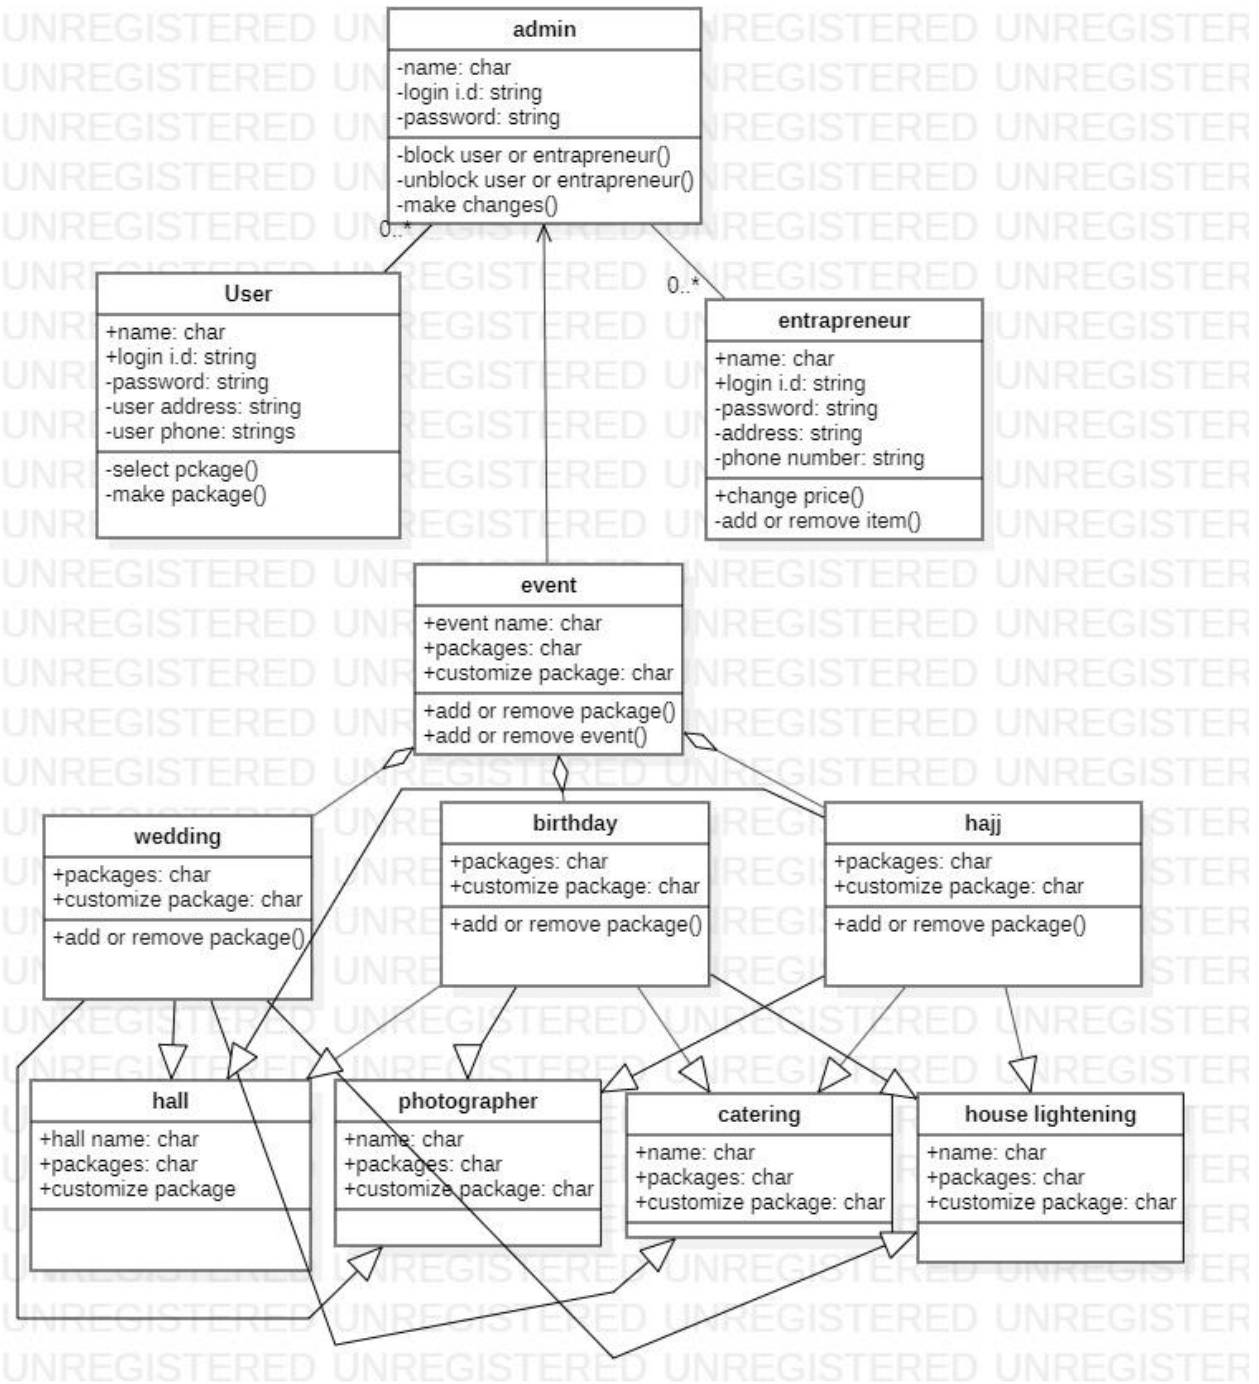 admin
-name: char
-login i.d: string
-password: string
-block user or entrapreneur()
-unblock user or entrapreneur()
-make changes()
0..*
0..*
User
+name: char
+login i.d: string
-password: string
-user address: string
-user phone: strings
-select pckage()
-make package()
entrapreneur
+name: char
+login i.d: string
-password: string
-address: string
-phone number: string
+change price()
-add or remove item()
event
+event name: char
+packages: char
+customize package: char
+add or remove package()
+add or remove event()
wedding
+packages: char
+customize package: char
+add or remove package()
birthday
+packages: char
+customize package: char
+add or remove package()
hajj
+packages: char
+customize package: char
+add or remove package()
hall
+hall name: char
+packages: char
+customize package
photographer
+name: char
+packages: char
+customize package: char
catering
+name: char
+packages: char
+customize package: char
house lightening
+name: char
+packages: char
+customize package: char
UNREGISTERED